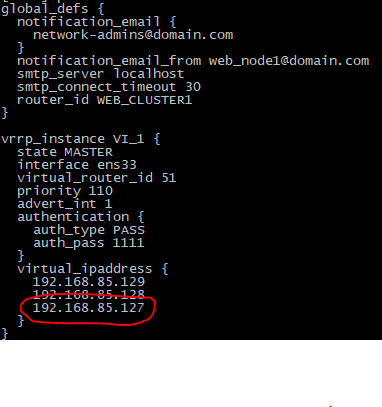 global_defs {
notification_email {
network-admins@domain.com
}
notification_email_from web_node1@domain.com
smtp_server localhost
smtp_connect_timeout 30
router_id WEB_CLUSTER1
}
vrrp_instance VI_1 {
state MASTER
interface ens33
virtual_router_id 51
priority 110
advert_int 1
authentication {
auth_type PASS
auth_pass 1111
}
virtual_ipaddress {
192.168.85.129
192.168.85.128
192.168.85.127
}
}